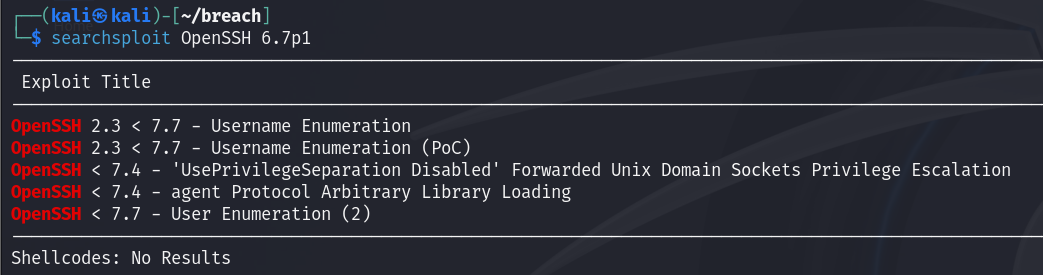 (kali㉿kali)-[~/breach]
$ searchsploit OpenSSH 6.7p1
Exploit Title
OpenSSH 2.3 < 7.7 - Username Enumeration
OpenSSH 2.3 < 7.7 - Username Enumeration (PoC)
OpenSSH < 7.4 - 'UsePrivilegeSeparation Disabled' Forwarded Unix Domain Sockets Privilege Escalation
OpenSSH < 7.4 - agent Protocol Arbitrary Library Loading
OpenSSH < 7.7 - User Enumeration (2)
Shellcodes: No Results